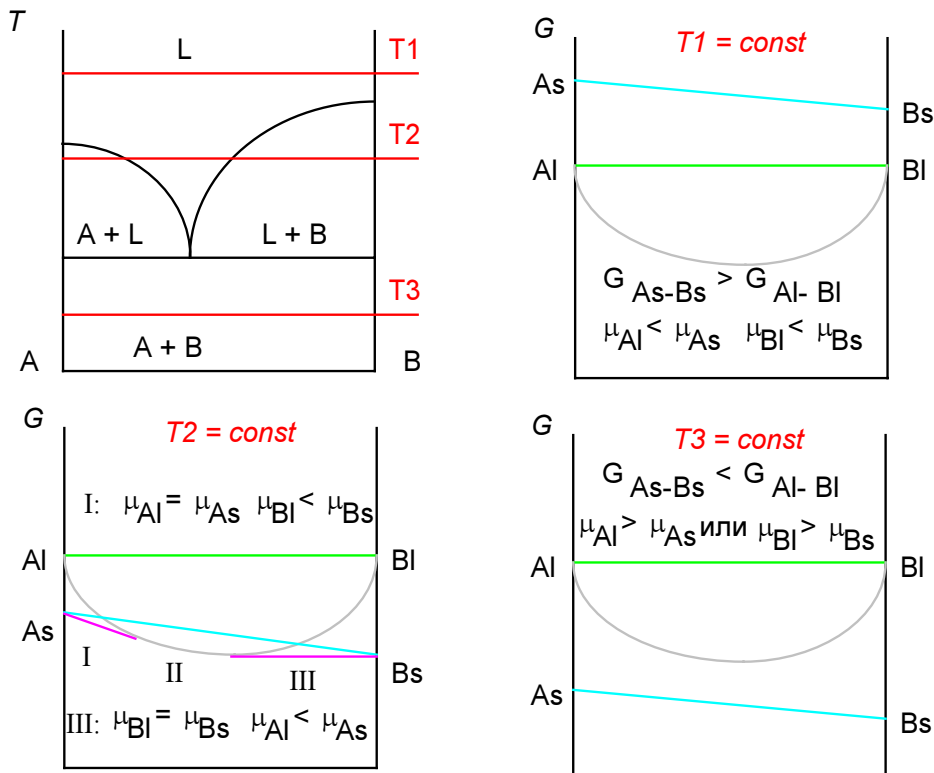 T
L
T1
T2
A + L
L + B
T3
A + B
A
B
G
T1 = const
As
Bs
Al
Bl
G As-Bs > G Al- Bl
μAl < μAs μBl < μBs
G
T2 = const
I: μAl = μAs μBl < μBs
Al
Bl
As
I
II
III
Bs
III: μBl = μBs μAl < μAs
G
T3 = const
G As-Bs < G Al- Bl
μAl > μAs или μBl > μBs
Al
Bl
As
Bs